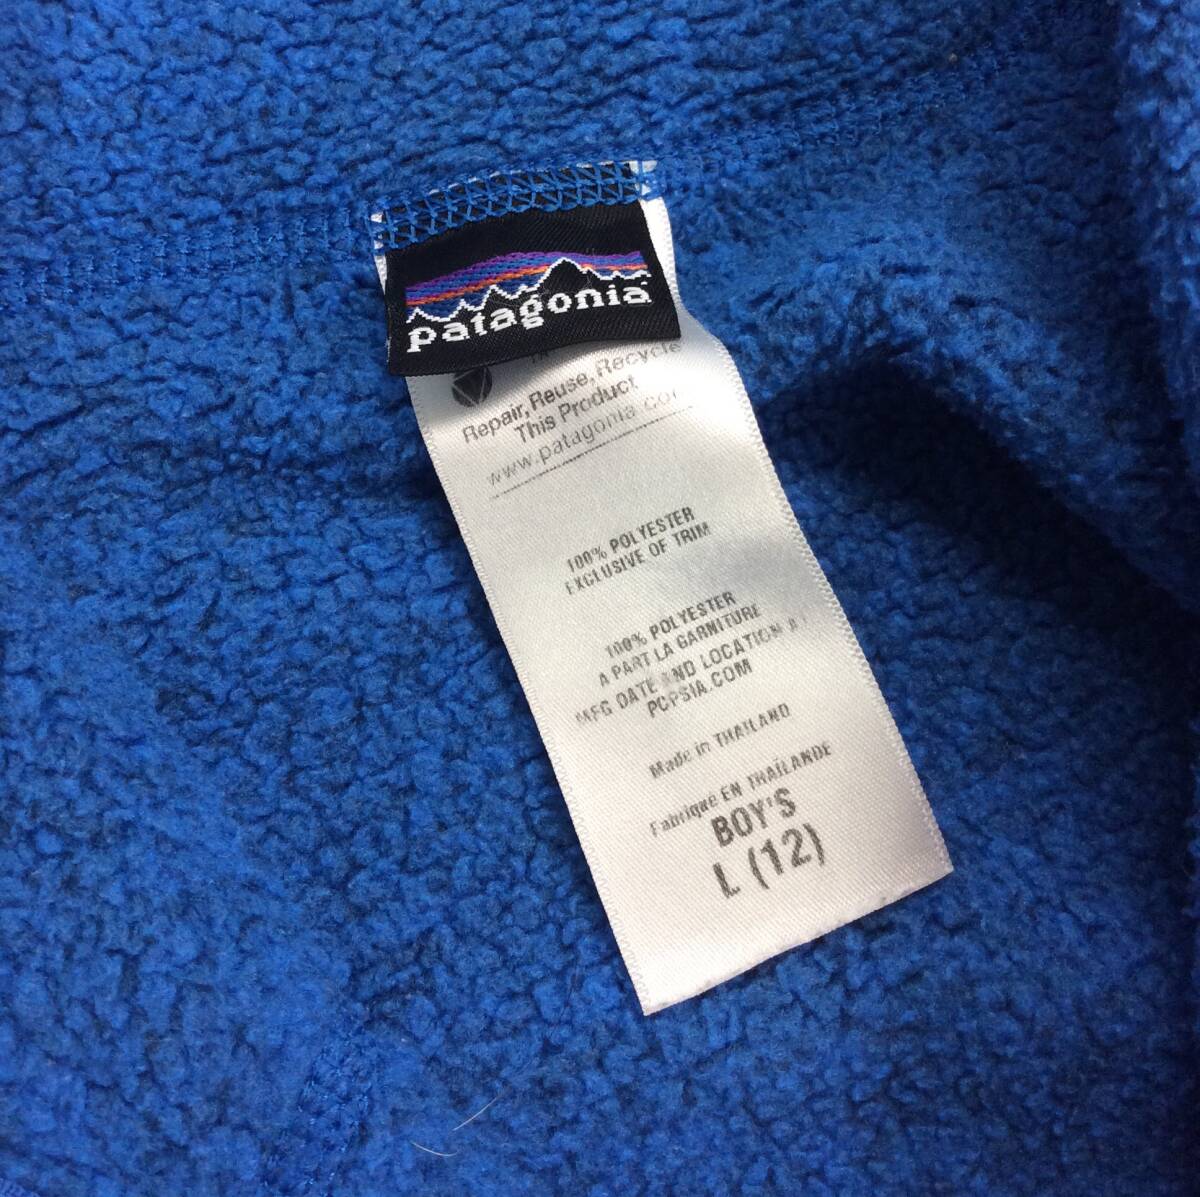 patagonia
Repair, Reuse, Recycle
This Product
www.patagonia.co
100% POLYESTER
EXCLUSIVE OF TRIM
100% POLYESTER
A PART LA GARNITURE
MFG DATE AND LOCATION AT
PCPSIA.COM
Made in THAILAND
Fabriqué EN THAÏLANDE
BOY'S
L (12)